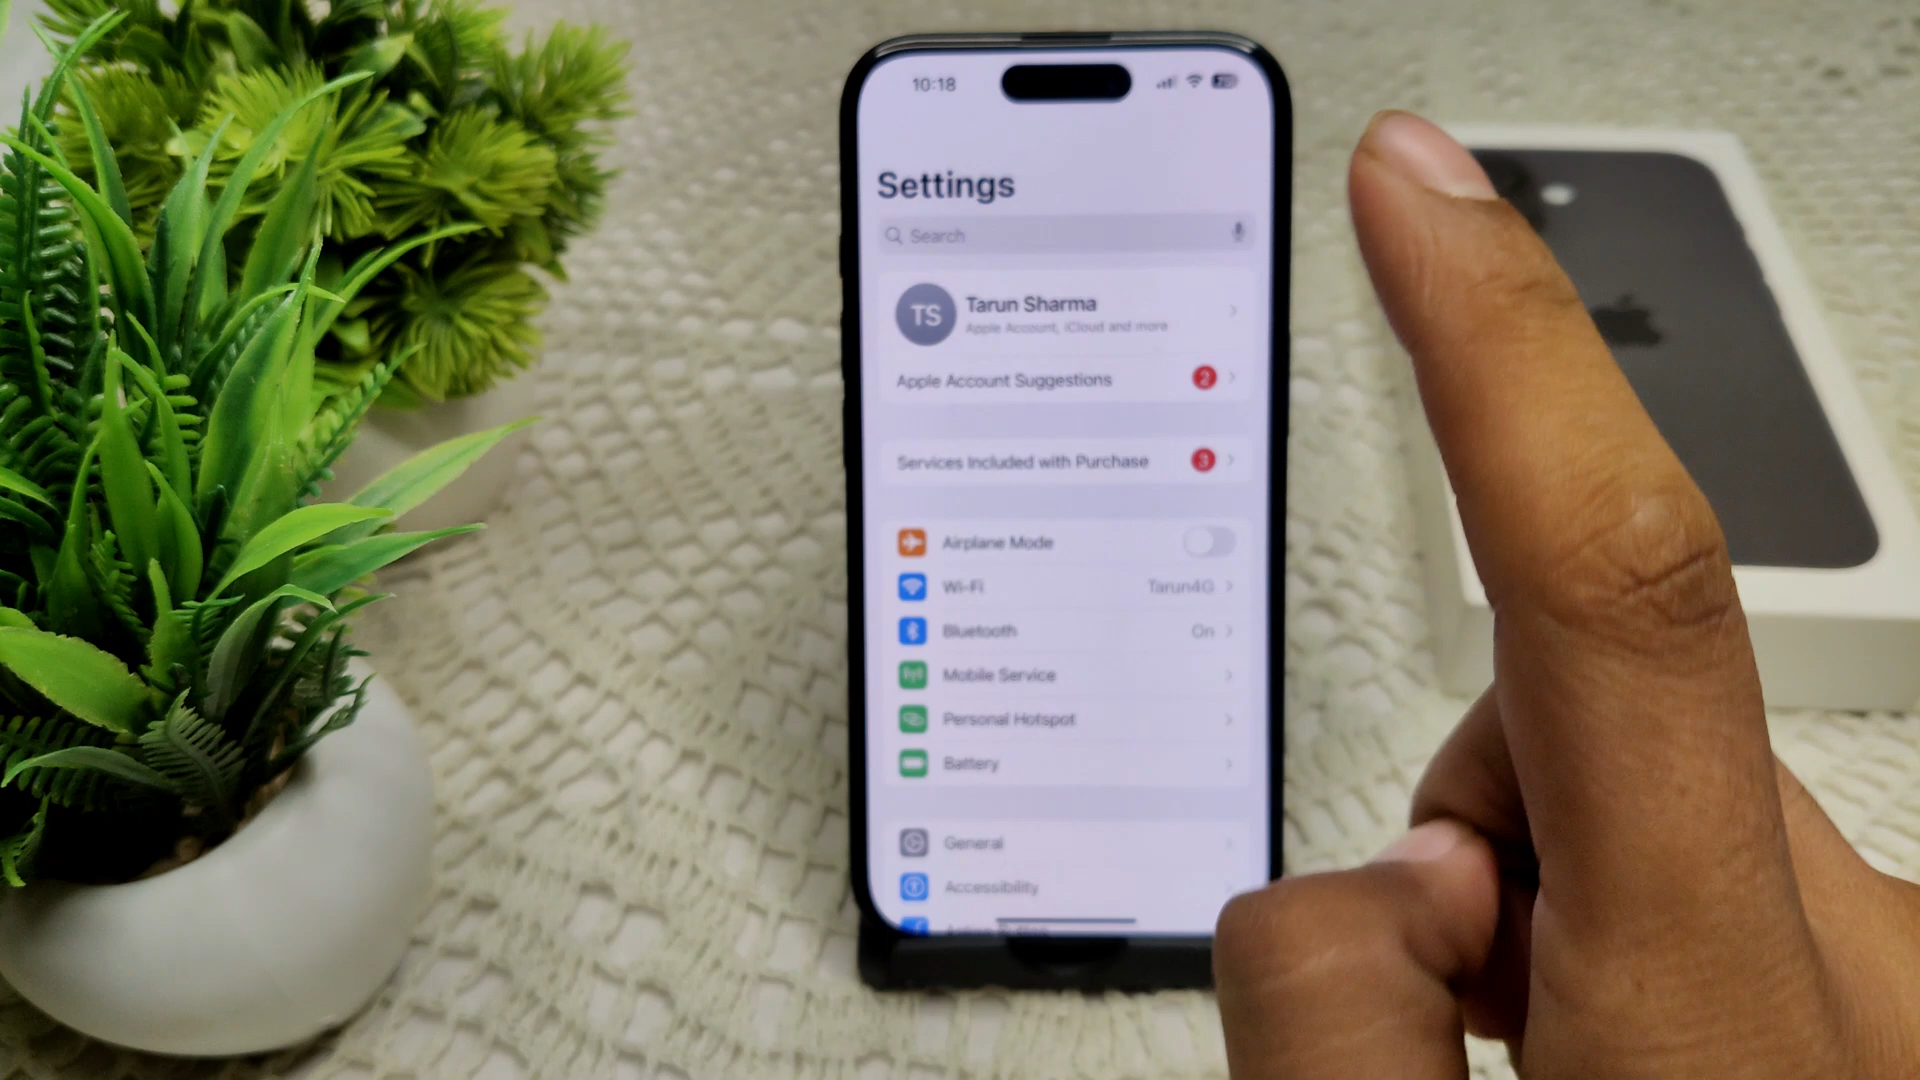 10:18
Settings
Search
TS
Tarun Sharma
Apple Account, iCloud and more
Apple Account Suggestions 2
Services Included with Purchase 3
Airplane Mode
Wi-Fi Tarun4G
Bluetooth On
Mobile Service
Personal Hotspot
Battery
General
Accessibility